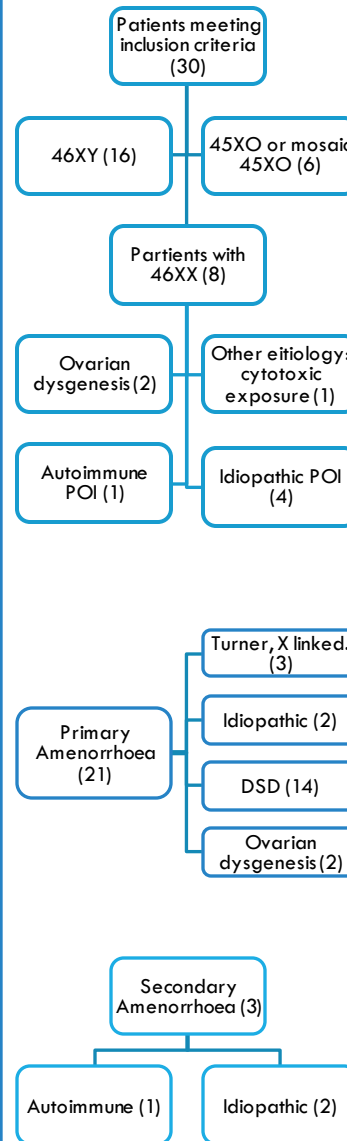 Patients meeting
inclusion criteria
(30)
46XY (16)
45XO or mosaic
45XO (6)
Partients with
46XX (8)
Ovarian
dysgenesis (2)
Other eitiology:
cytotoxic
exposure (1)
Autoimmune
POI (1)
Idiopathic POI
(4)
Turner, X linked.
(3)
Idiopathic (2)
Primary
Amenorrhoea
(21)
DSD (14)
Ovarian
dysgenesis (2)
Secondary
Amenorrhoea (3)
Autoimmune (1)
Idiopathic (2)